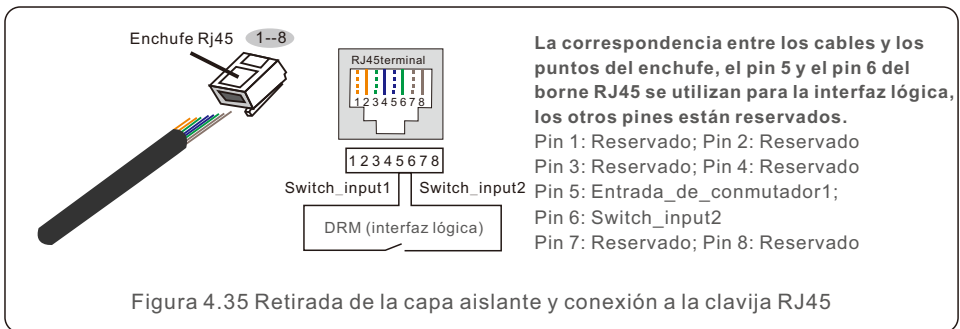 Enchufe Rj45 1--8
RJ45terminal
12345678
12345678
Switch_input1 Switch_input2
DRM (interfaz lógica)
La correspondencia entre los cables y los
puntos del enchufe, el pin 5 y el pin 6 del
borne RJ45 se utilizan para la interfaz lógica,
los otros pines están reservados.
Pin 1: Reservado; Pin 2: Reservado
Pin 3: Reservado; Pin 4: Reservado
Pin 5: Entrada_de_conmutador1;
Pin 6: Switch_input2
Pin 7: Reservado; Pin 8: Reservado
Figura 4.35 Retirada de la capa aislante y conexión a la clavija RJ45